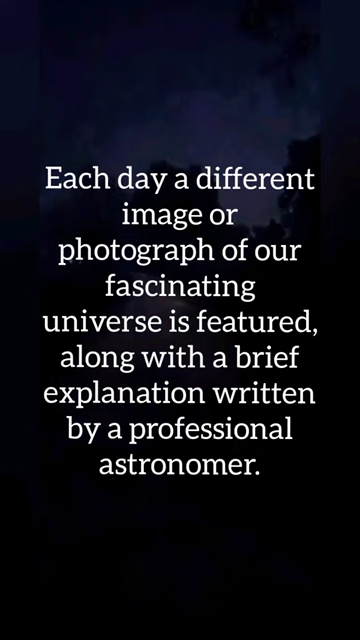 Each day a different
image or
photograph of our
fascinating
universe is featured,
along with a brief
explanation written
by a professional
astronomer.